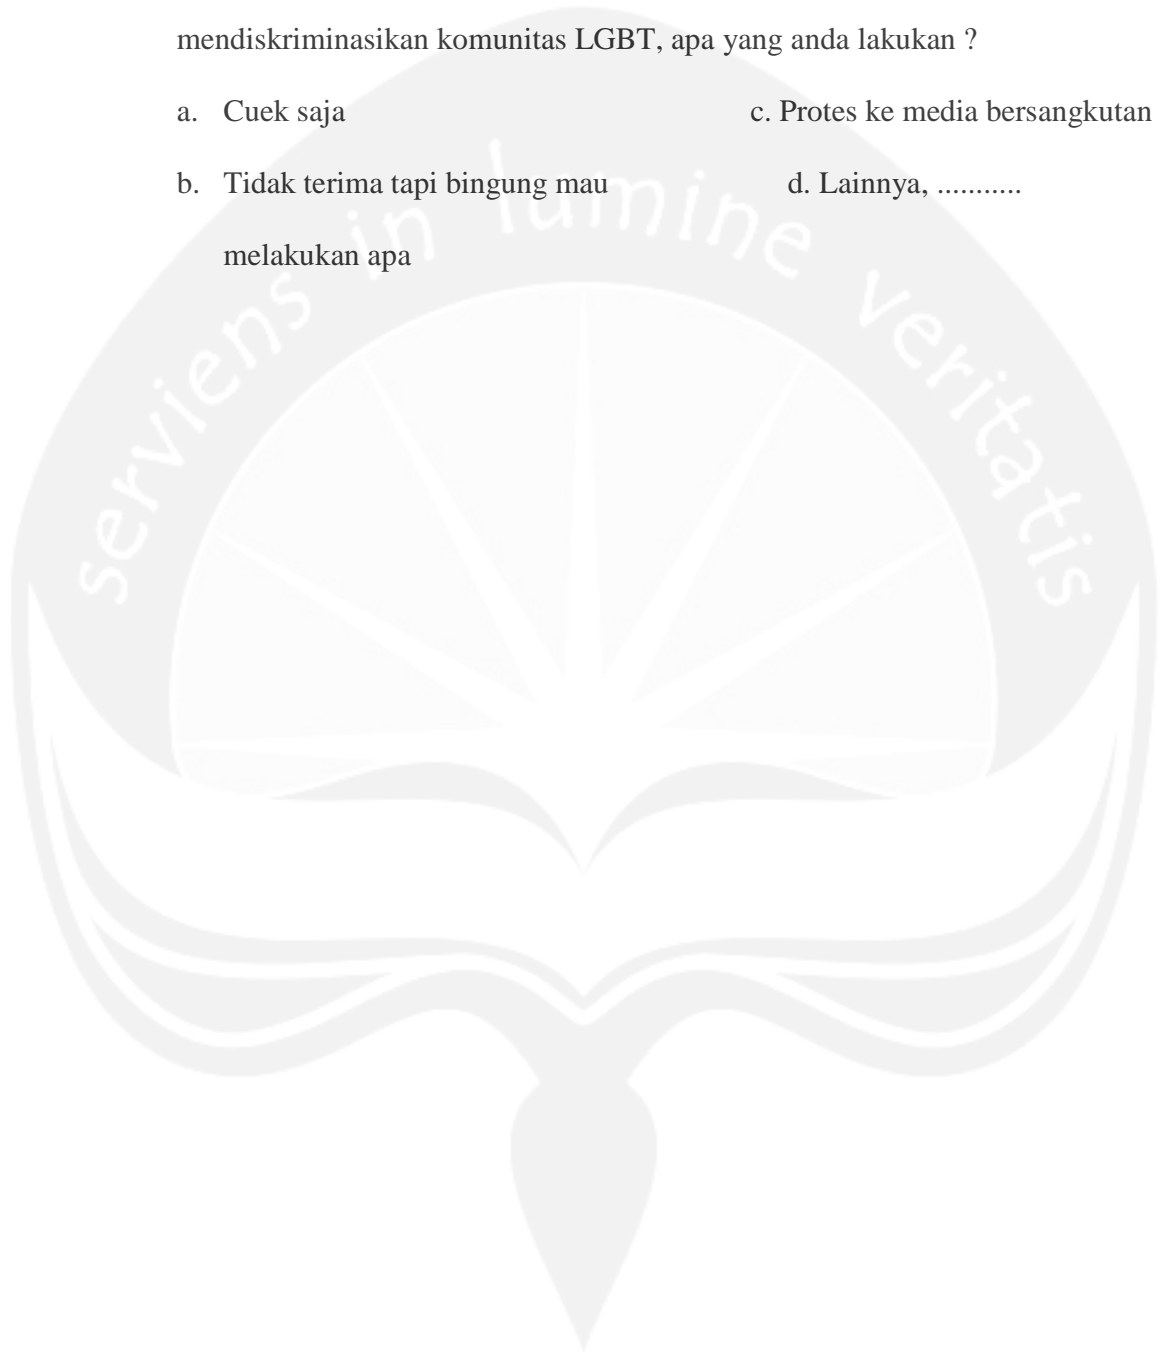 mendiskriminasikan komunitas LGBT, apa yang anda lakukan ?
a. Cuek saja
c. Protes ke media bersangkutan
b. Tidak terima tapi bingung mau
melakukan apa
d. Lainnya, ...........
serviens in lumine veritatis